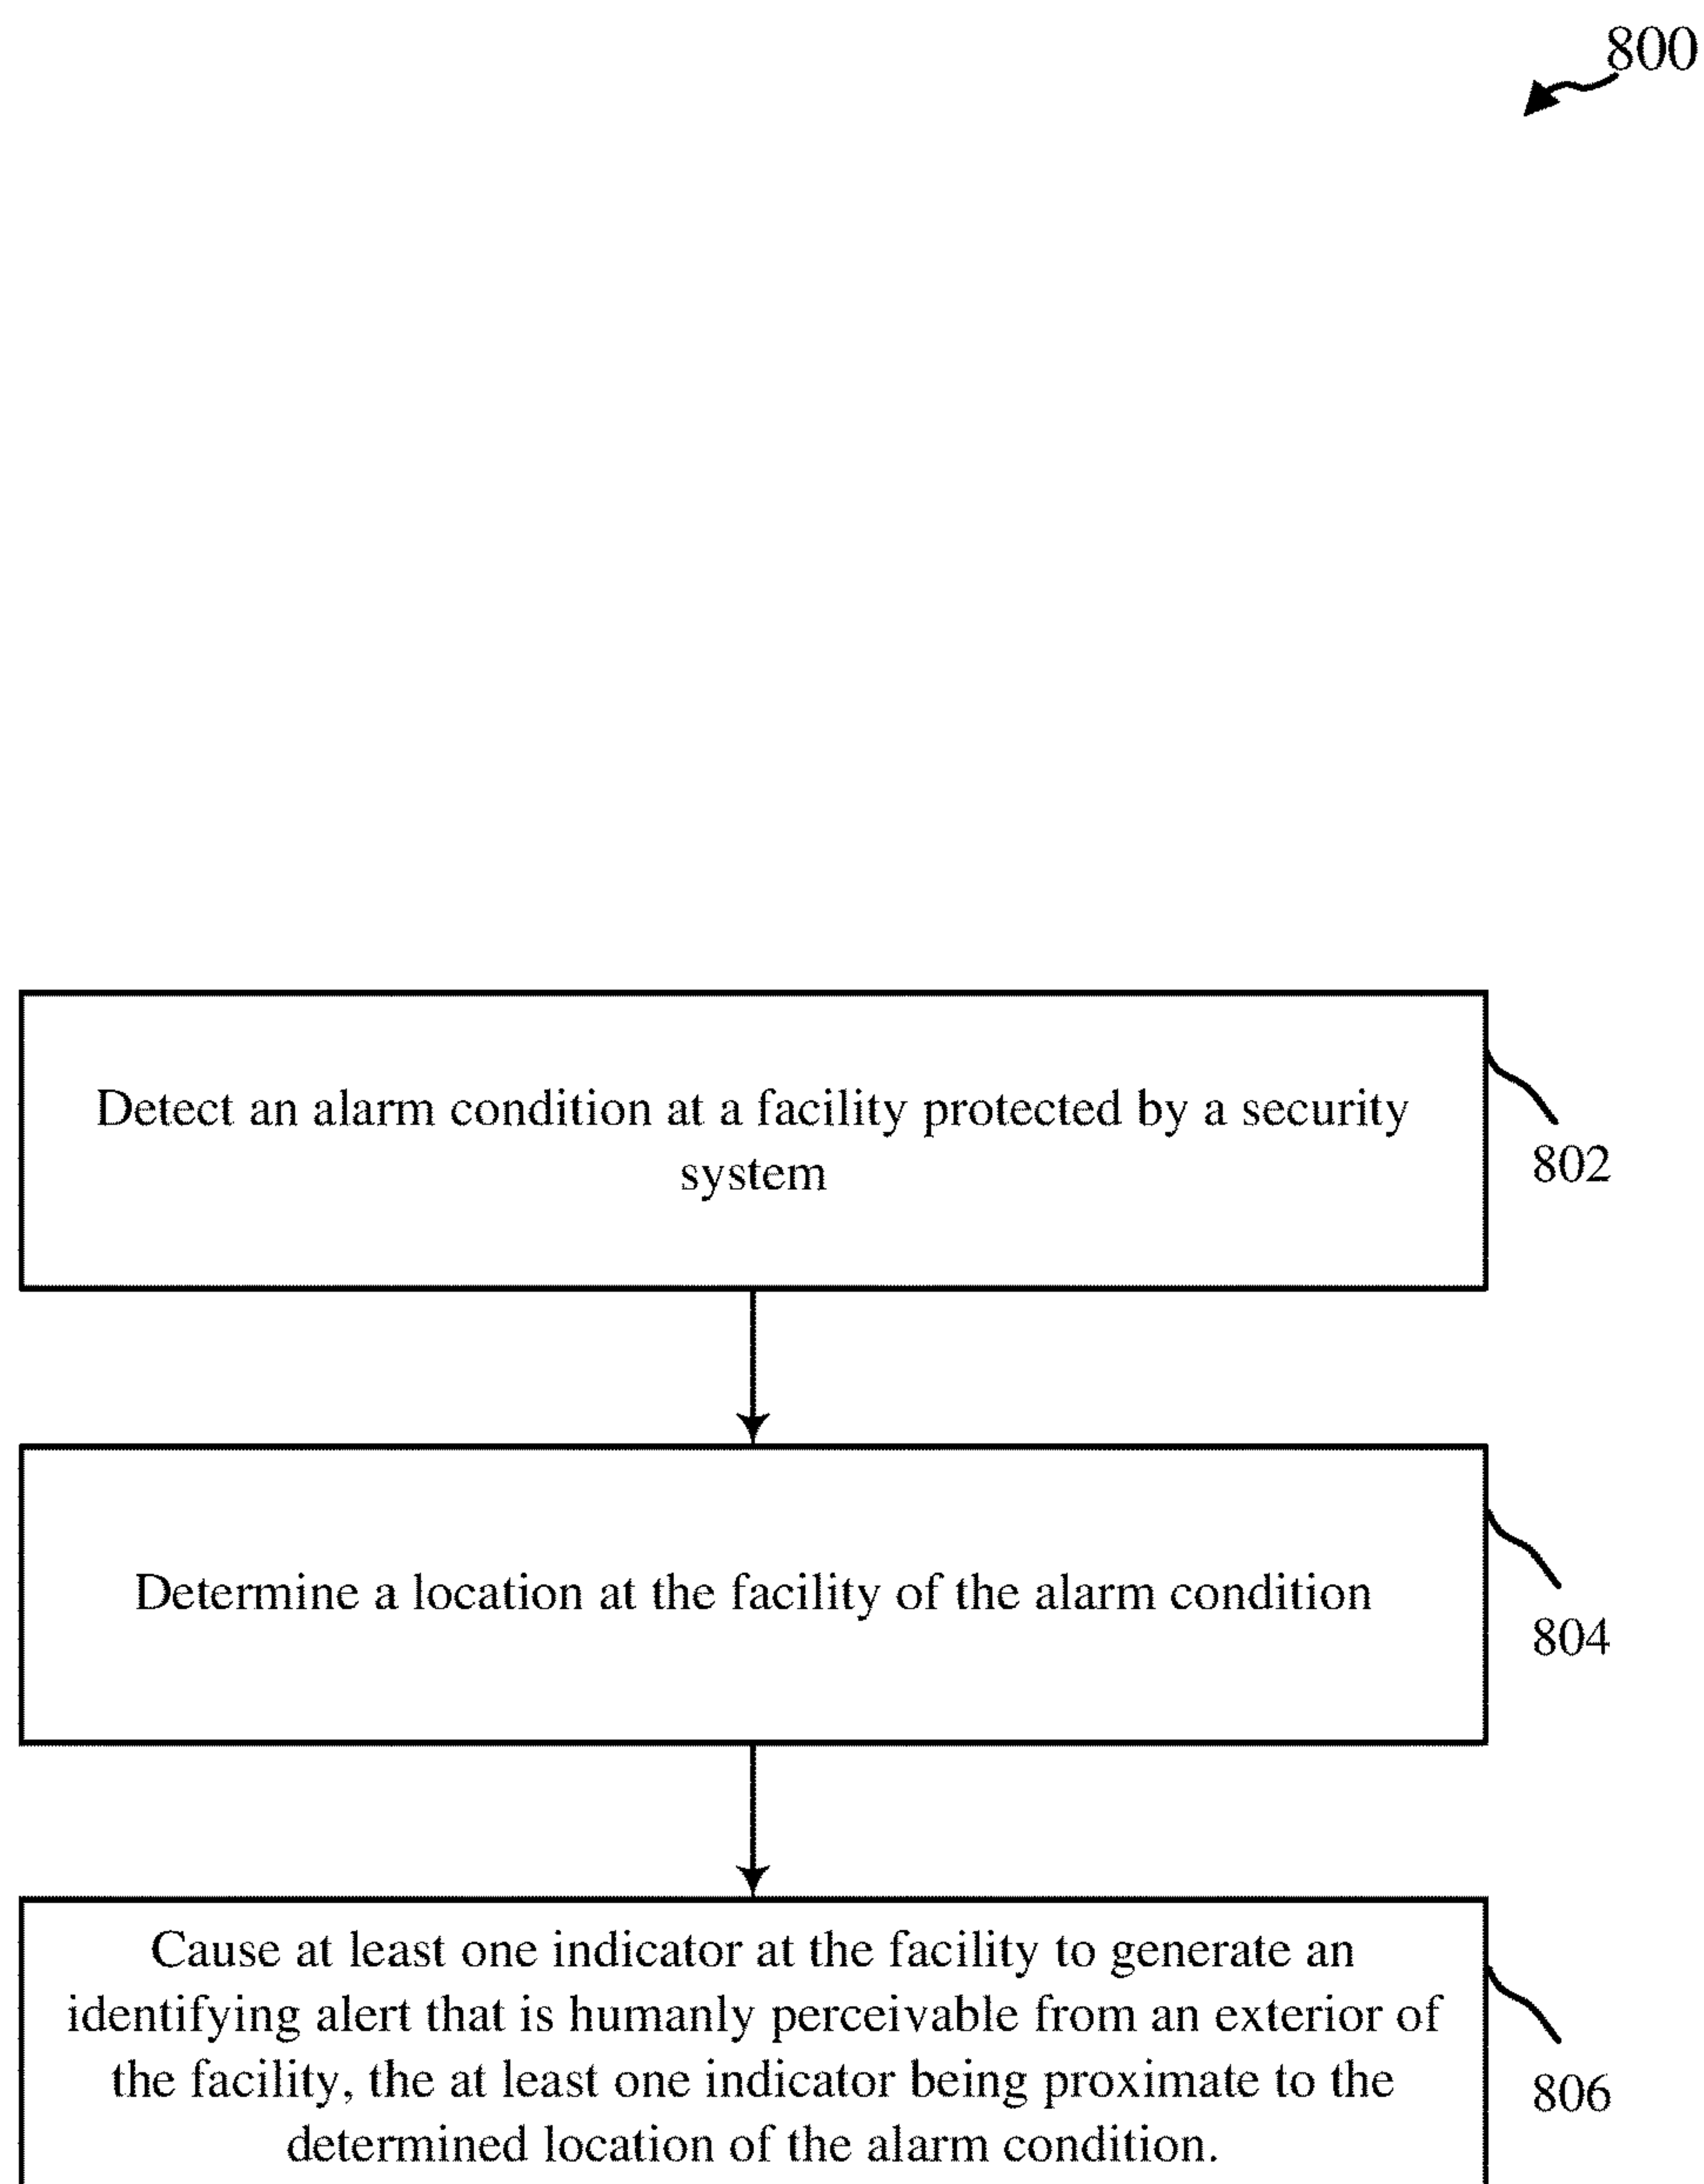 800
Detect an alarm condition at a facility protected by a security
system
802
Determine a location at the facility of the alarm condition
804
Cause at least one indicator at the facility to generate an
identifying alert that is humanly perceivable from an exterior of
the facility, the at least one indicator being proximate to the
determined location of the alarm condition.
806